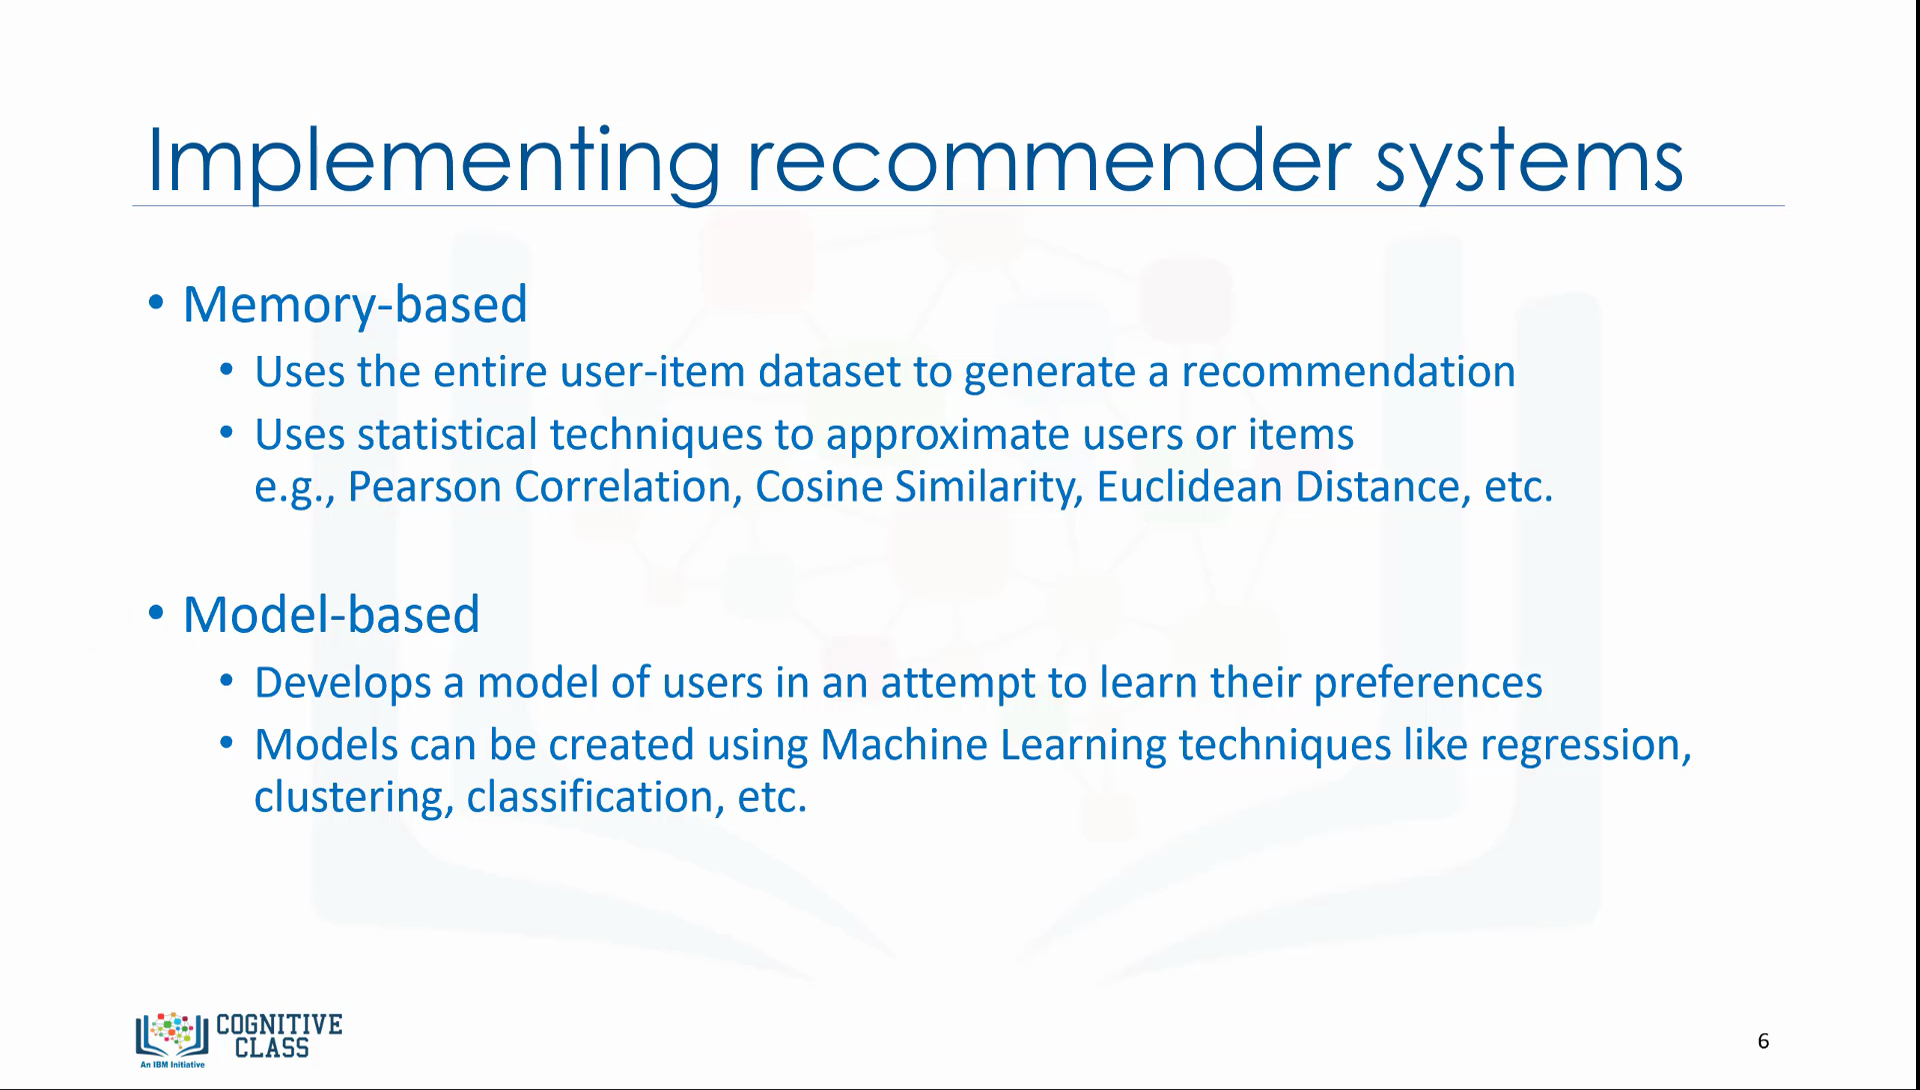 Implementing recommender systems
• Memory-based
• Uses the entire user-item dataset to generate a recommendation
• Uses statistical techniques to approximate users or items
e.g., Pearson Correlation, Cosine Similarity, Euclidean Distance, etc.
• Model-based
• Develops a model of users in an attempt to learn their preferences
• Models can be created using Machine Learning techniques like regression,
clustering, classification, etc.
COGNITIVE
CLASS
An IBM Initiative
6